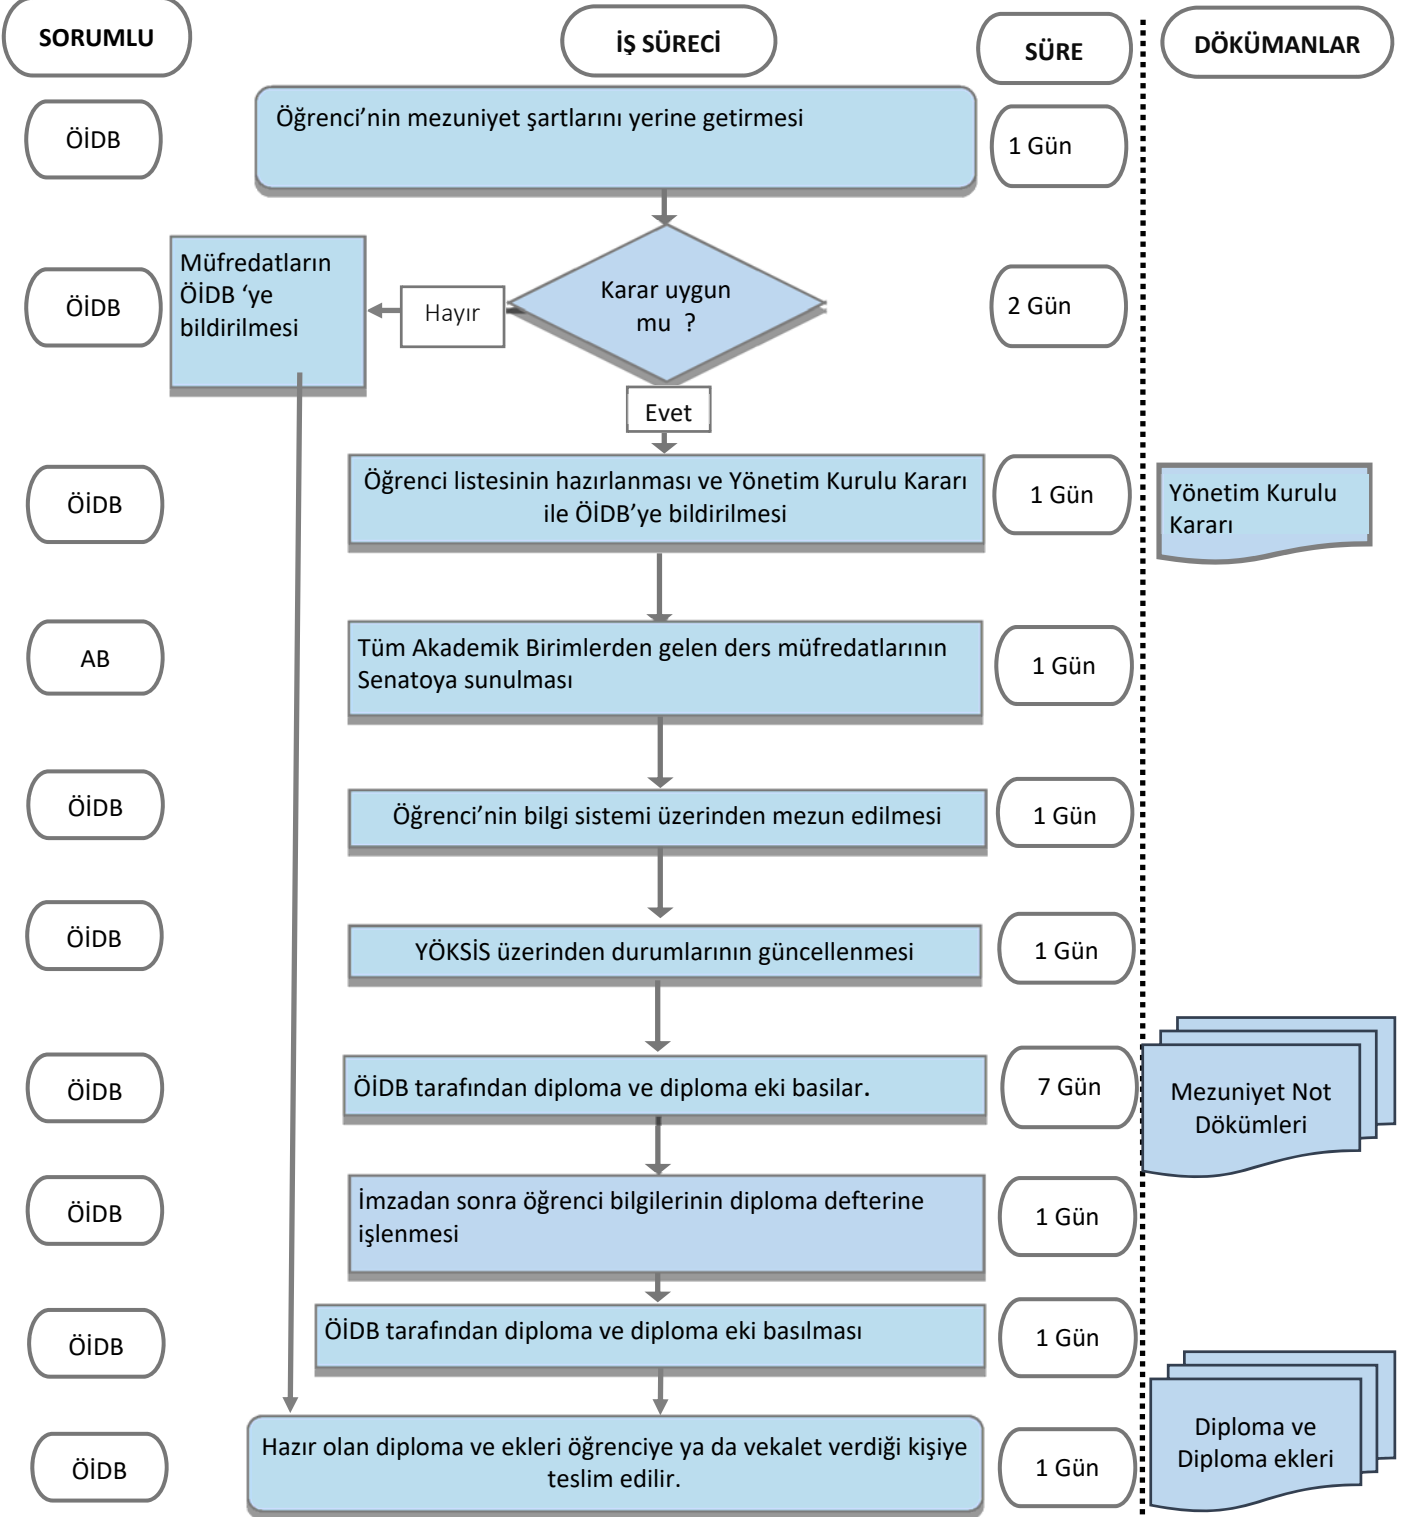 SORUMLU
İŞ SÜRECİ
SÜRE
DÖKÜMANLAR
ÖİDB
Öğrenci’nin mezuniyet şartlarını yerine getirmesi
1 Gün
ÖİDB
Müfredatların
ÖİDB ‘ye
bildirilmesi
Hayır
Karar uygun
mu ?
2 Gün
Evet
ÖİDB
Öğrenci listesinin hazırlanması ve Yönetim Kurulu Kararı
ile ÖİDB’ye bildirilmesi
1 Gün
Yönetim Kurulu
Kararı
AB
Tüm Akademik Birimlerden gelen ders müfredatlarının
Senatoya sunulması
1 Gün
ÖİDB
Öğrenci’nin bilgi sistemi üzerinden mezun edilmesi
1 Gün
ÖİDB
YÖKSİS üzerinden durumlarının güncellenmesi
1 Gün
ÖİDB
ÖİDB tarafından diploma ve diploma eki basilar.
7 Gün
Mezuniyet Not
Dökümleri
ÖİDB
İmzadan sonra öğrenci bilgilerinin diploma defterine
işlenmesi
1 Gün
ÖİDB
ÖİDB tarafından diploma ve diploma eki basılması
1 Gün
ÖİDB
Hazır olan diploma ve ekleri öğrenciye ya da vekalet verdiği kişiye
teslim edilir.
1 Gün
Diploma ve
Diploma ekleri